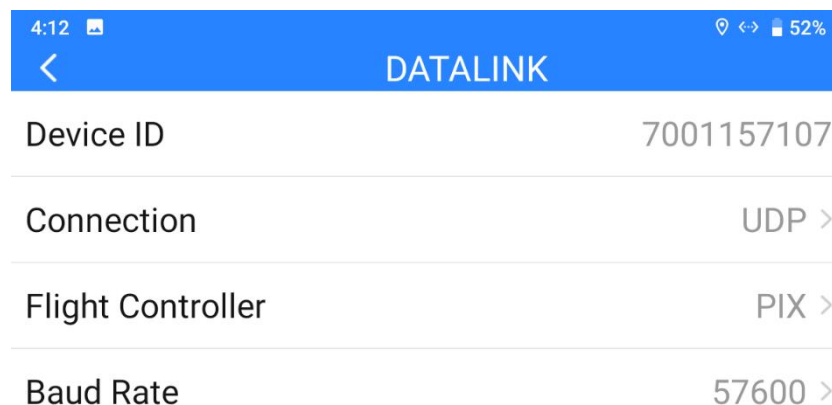 4:12 52%
DATALINK
Device ID 7001157107
Connection UDP
Flight Controller PIX
Baud Rate 57600